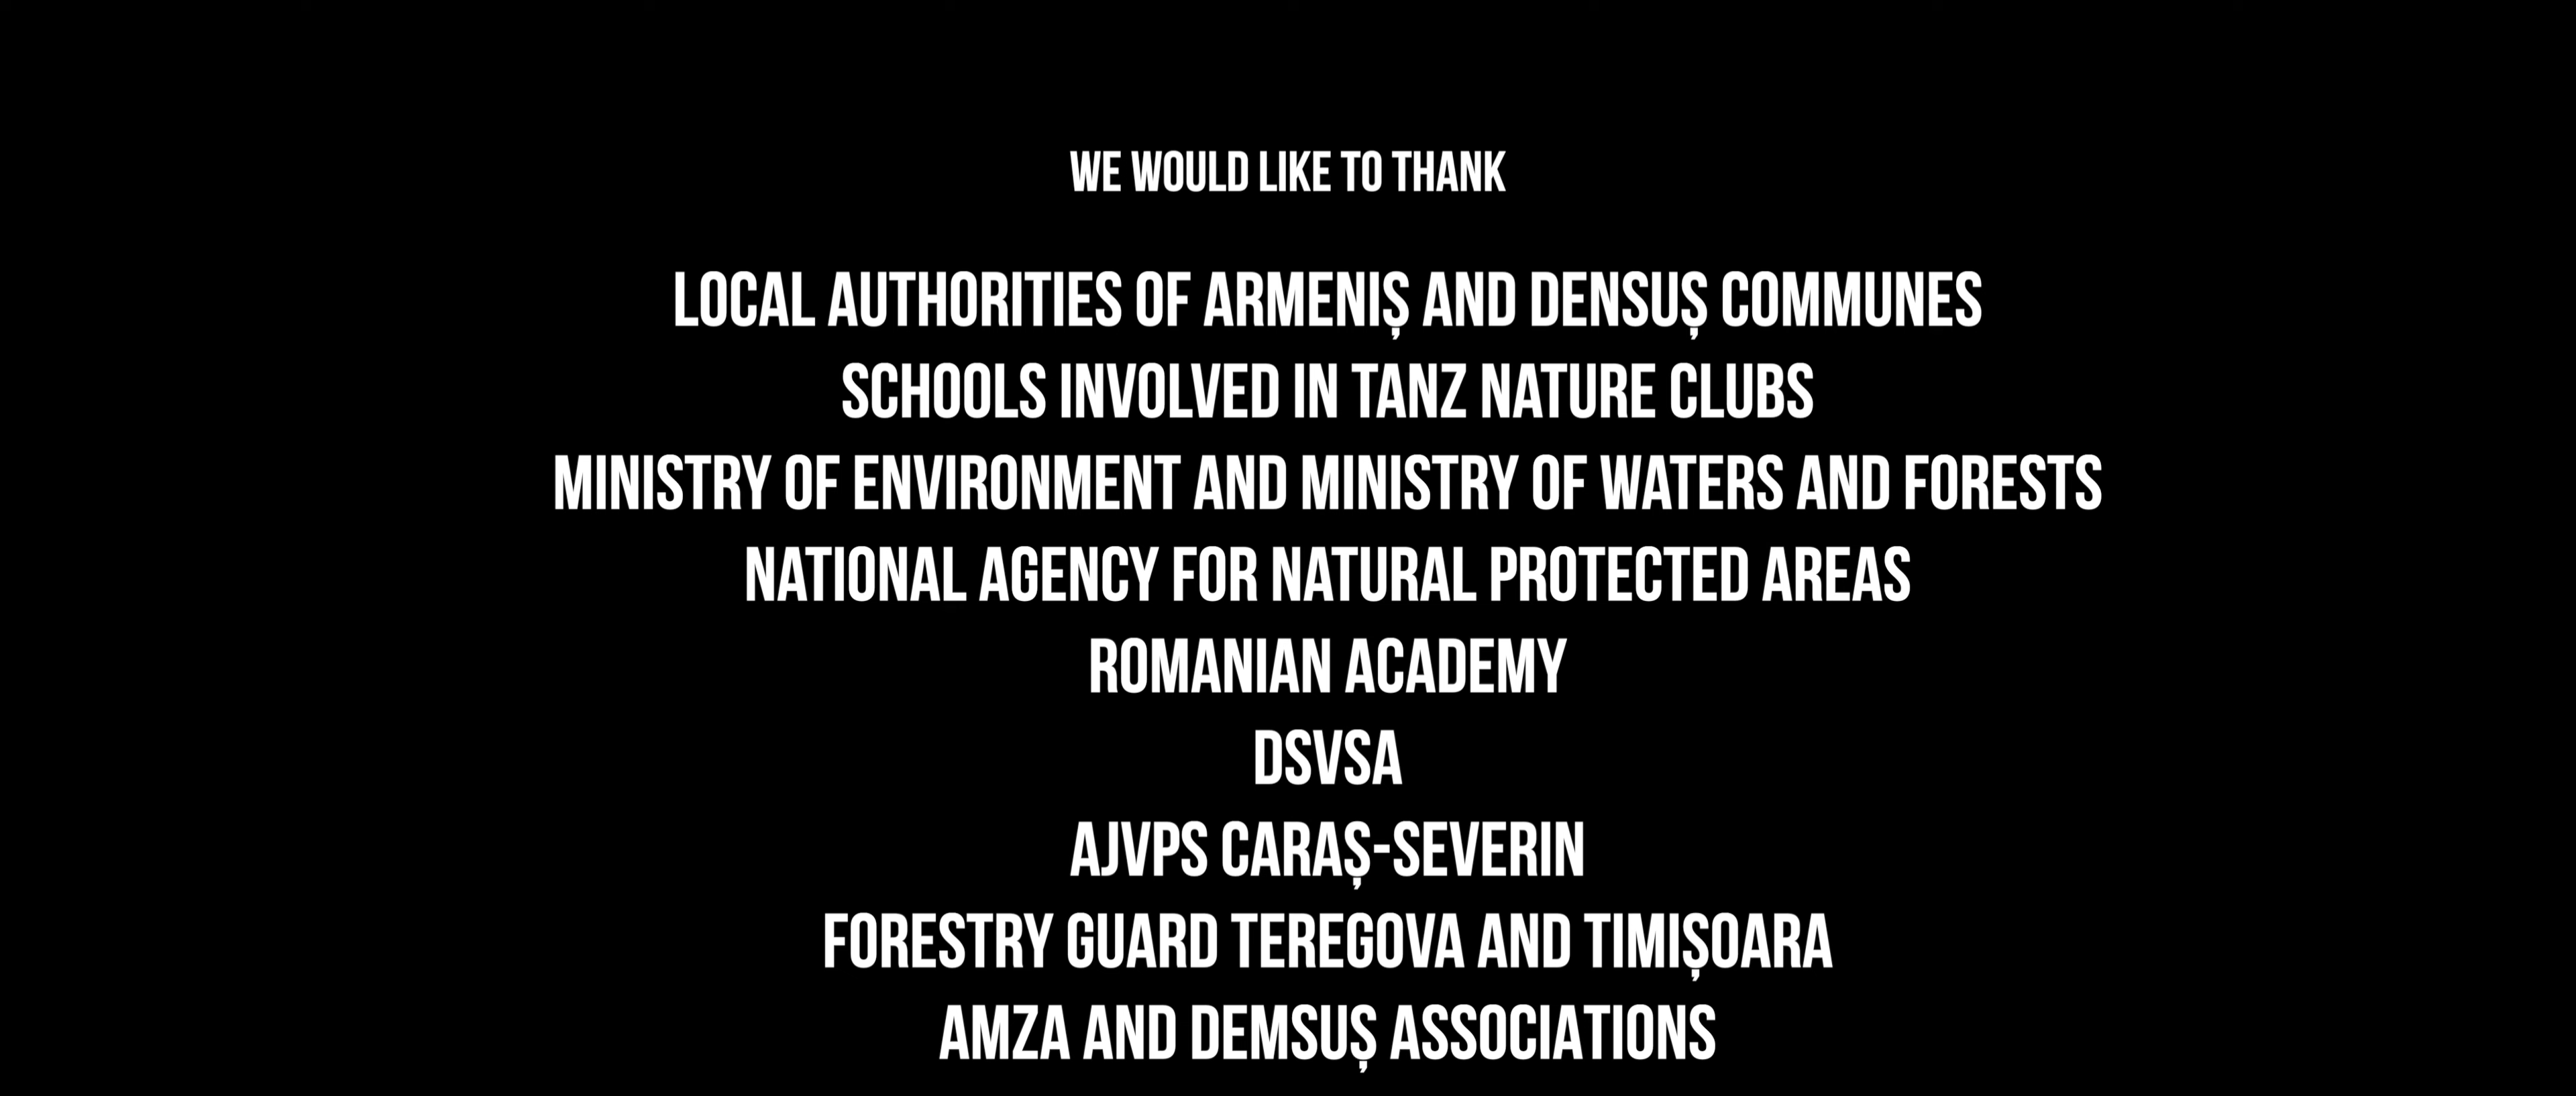 WE WOULD LIKE TO THANK
LOCAL AUTHORITIES OF ARMENIȘ AND DENSUȘ COMMUNES
SCHOOLS INVOLVED IN TANZ NATURE CLUBS
MINISTRY OF ENVIRONMENT AND MINISTRY OF WATERS AND FORESTS
NATIONAL AGENCY FOR NATURAL PROTECTED AREAS
ROMANIAN ACADEMY
DSVSA
AJVPS CARAȘ-SEVERIN
FORESTRY GUARD TEREGOVA AND TIMIȘOARA
AMZA AND DEMSUȘ ASSOCIATIONS